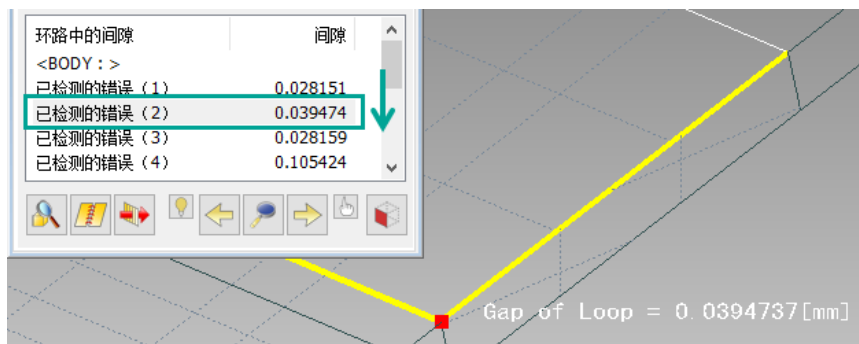 环路中的间隙 间隙
<BODY : >
已检测的错误 (1) 0.028151
已检测的错误 (2) 0.039474
已检测的错误 (3) 0.028159
已检测的错误 (4) 0.105424
Gap of Loop = 0.0394737[mm]